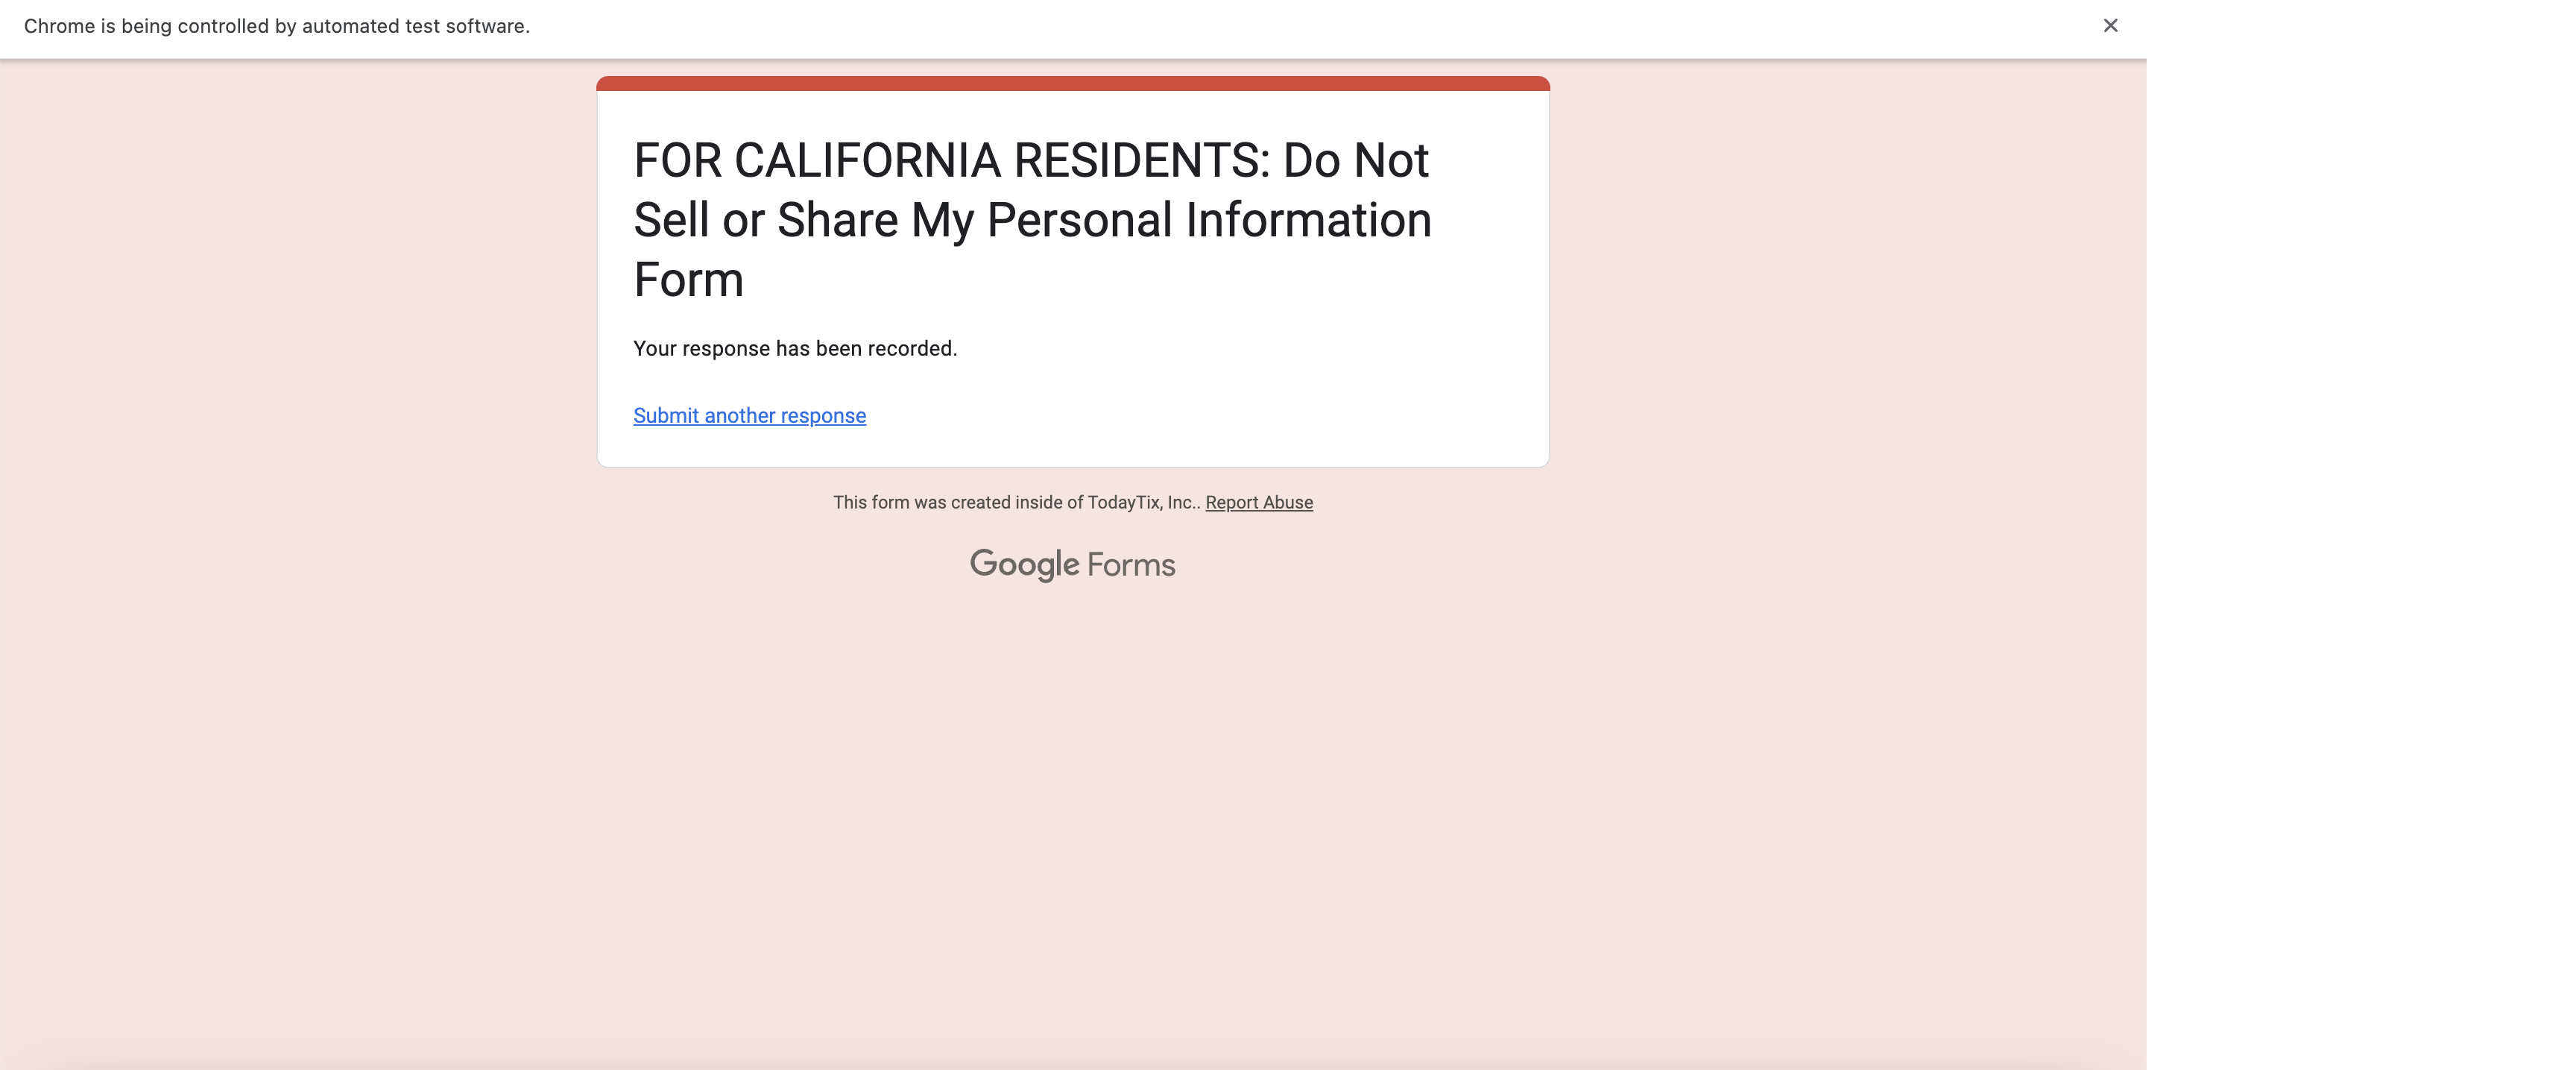 Chrome is being controlled by automated test software.
FOR CALIFORNIA RESIDENTS: Do Not
Sell or Share My Personal Information
Form
Your response has been recorded.
Submit another response
This form was created inside of TodayTix, Inc.. Report Abuse
Google Forms